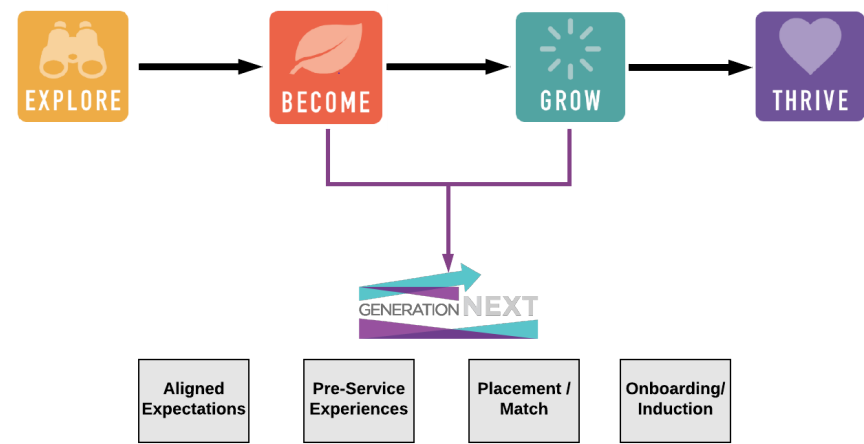 EXPLORE
BECOME
GROW
THRIVE
GENERATION NEXT
Aligned
Expectations
Pre-Service
Experiences
Placement /
Match
Onboarding/
Induction